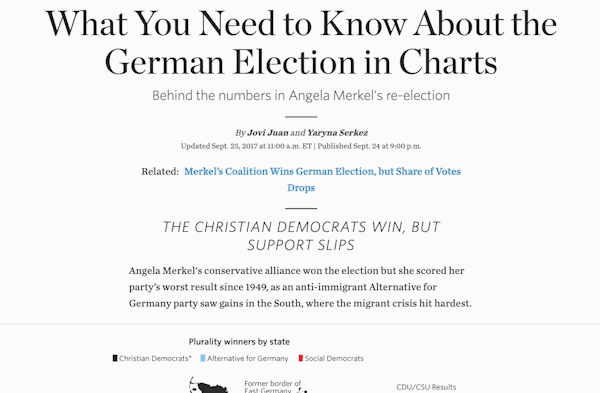 What You Need to Know About the
German Election in Charts
Behind the numbers in Angela Merkel's re-election
By Jovi Juan and Yaryna Serkez
Updated Sept. 25, 2017 at 11:00 a.m. ET | Published Sept. 24 at 9:00 p.m.
Related: Merkel's Coalition Wins German Election, but Share of Votes
Drops
THE CHRISTIAN DEMOCRATS WIN, BUT
SUPPORT SLIPS
Angela Merkel's conservative alliance won the election but she scored her
party's worst result since 1949, as an anti-immigrant Alternative for
Germany party saw gains in the South, where the migrant crisis hit hardest.
Plurality winners by state
Christian Democrats* Alternative for Germany Social Democrats
Former border of
East Germany
CDU/CSU Results